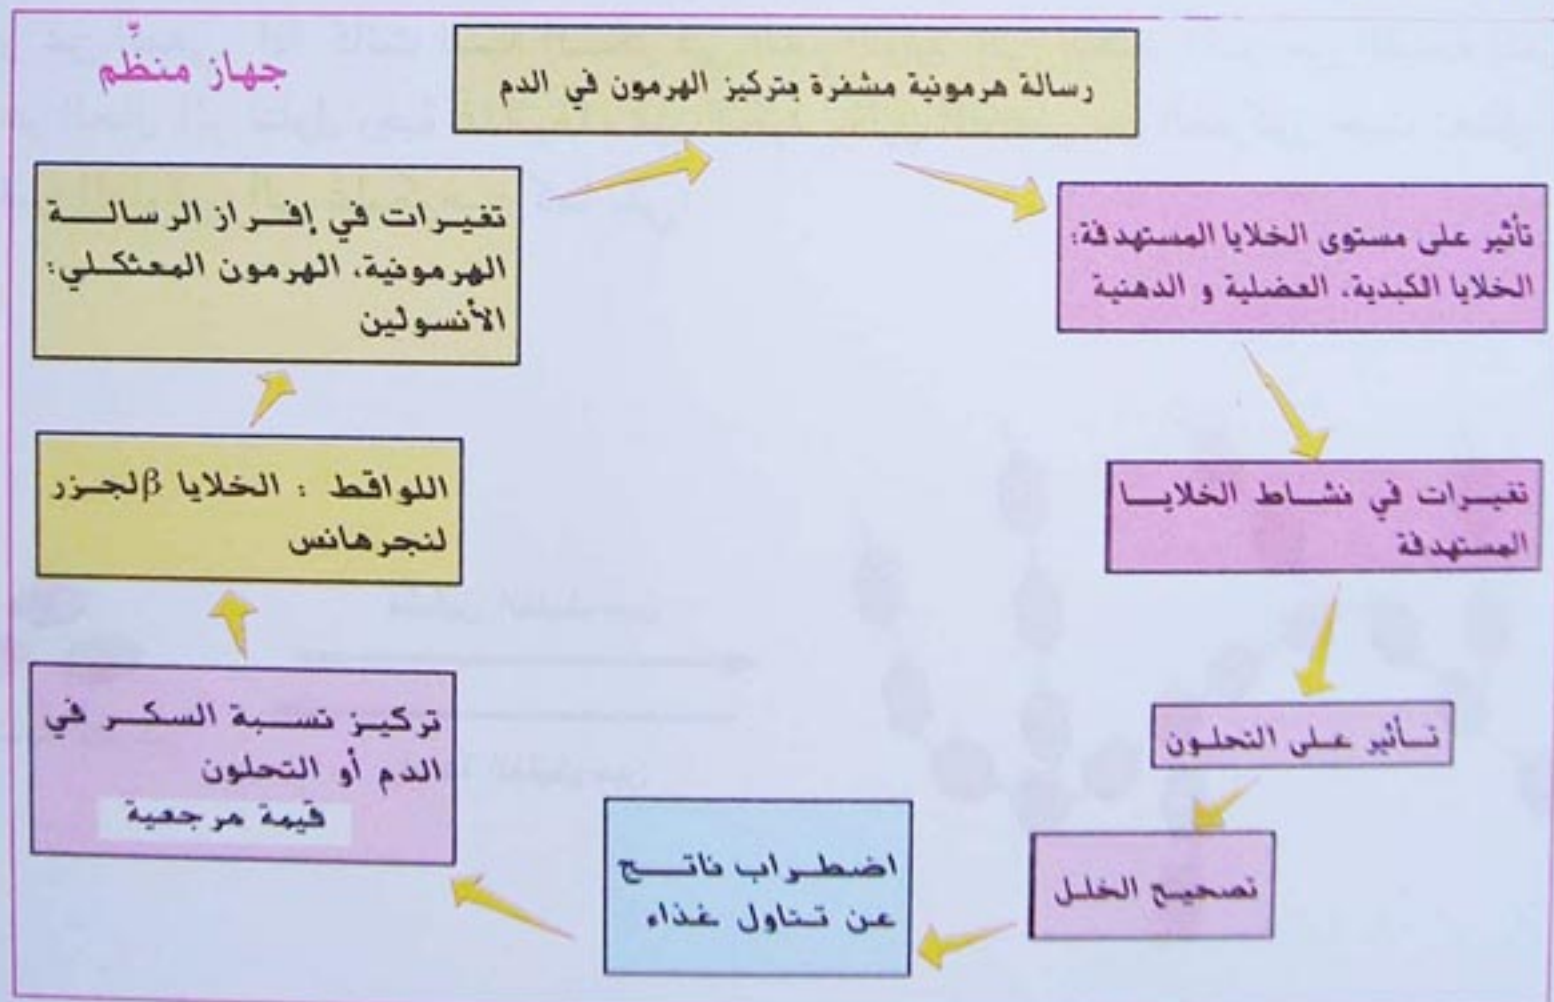 جهاز منظّم
رسالة هرمونية مشفرة بتركيز الهرمون في الدم
تأثير على مستوى الخلايا المستهدفة:
الخلايا الكبدية، العضلية و الدهنية
تغيرات في نشاط الخلايا
المستهدفة
تأثير على التحلون
تصحيح الخلل
اضطراب ناتج
عن تناول غذاء
تركيز نسبة السكر في
الدم أو التحلون
قيمة مرجعية
اللواقط : الخلايا βلجزر
لنجرهانس
تغيرات في إفراز الرسالة
الهرمونية، الهرمون المعثكلي:
الأنسولين